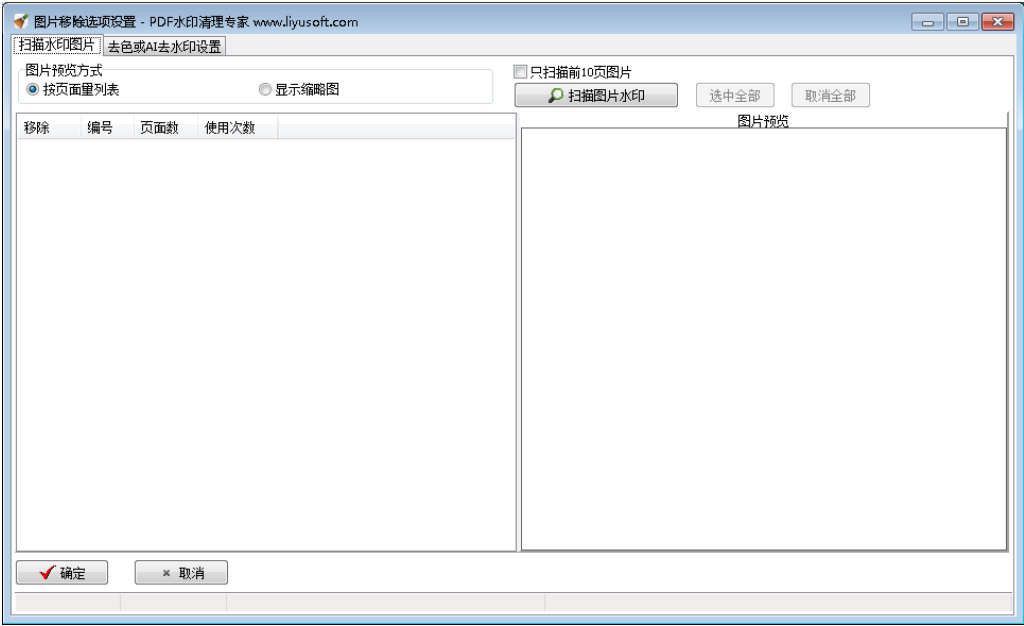 图片移除选项设置 - PDF水印清理专家 www.liyusoft.com
扫描水印图片 去色或AI去水印设置
图片预览方式
按页面量列表 显示缩略图
只扫描前10页图片
扫描图片水印 选中全部 取消全部
移除 编号 页面数 使用次数
图片预览
确定 取消